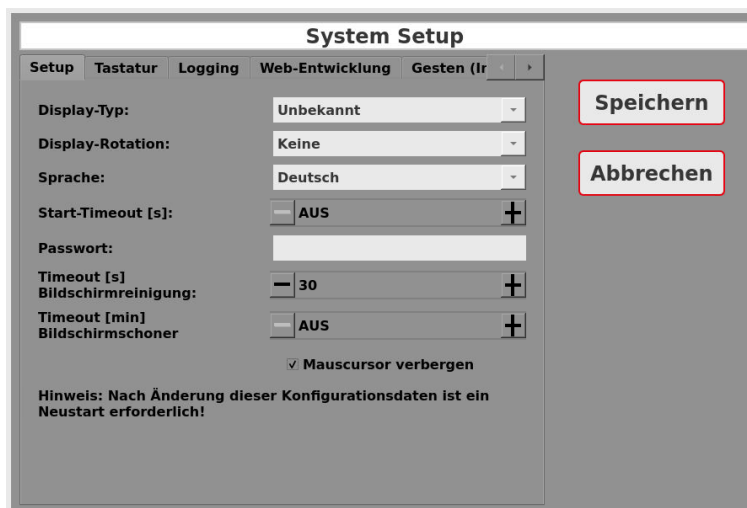 System Setup
Setup Tastatur Logging Web-Entwicklung Gesten (Ir
Speichern
Abbrechen
Display-Typ: Unbekannt
Display-Rotation: Keine
Sprache: Deutsch
Start-Timeout [s]: AUS
Passwort:
Timeout [s]
Bildschirmreinigung: 30
Timeout [min]
Bildschirmschoner AUS
Mauscursor verbergen
Hinweis: Nach Änderung dieser Konfigurationsdaten ist ein
Neustart erforderlich!